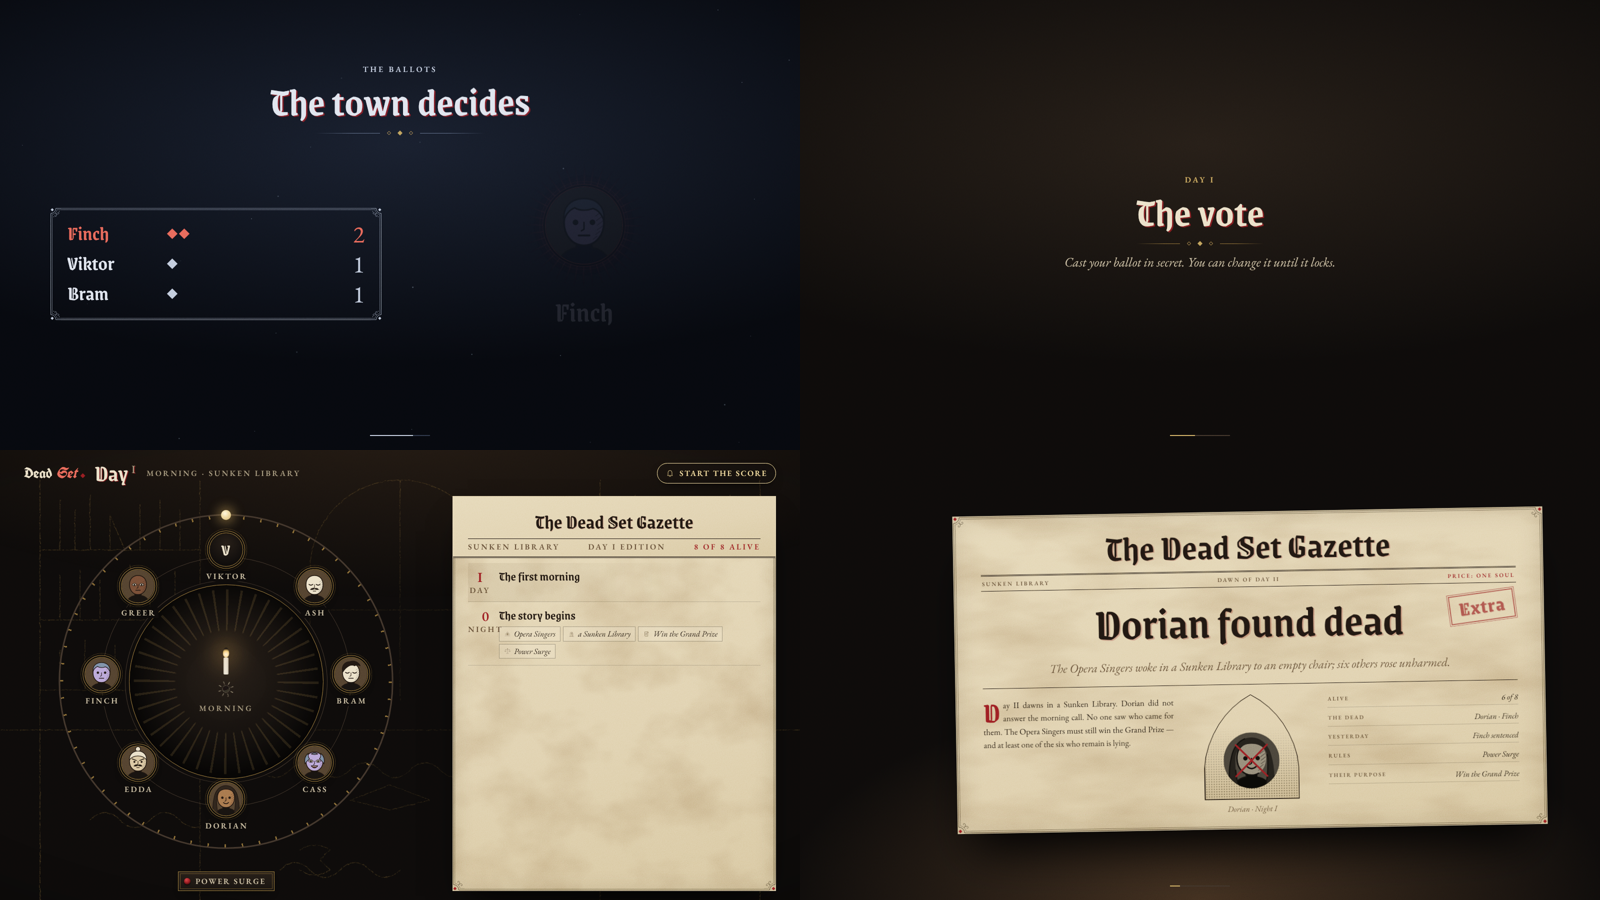 THE BALLOTS
The town decides
Finch 2
Viktor 1
Bram 1
Finch
DAY I
The vote
Cast your ballot in secret. You can change it until it locks.
Dead Set Day I MORNING · SUNKEN LIBRARY
START THE SCORE
V
VIKTOR
GREER
ASH
FINCH
BRAM
MORNING
EDDA
CASS
DORIAN
POWER SURGE
The Dead Set Gazette
SUNKEN LIBRARY DAY I EDITION 8 OF 8 ALIVE
I The first morning
DAY
0 The story begins
NIGHT Opera Singers a Sunken Library Win the Grand Prize
Power Surge
The Dead Set Gazette
SUNKEN LIBRARY DAWN OF DAY II PRICE: ONE SOUL
Extra
Dorian found dead
The Opera Singers woke in a Sunken Library to an empty chair; six others rose unharmed.
Day II dawns in a Sunken Library. Dorian did not
answer the morning call. No one saw who came for
them. The Opera Singers must still win the Grand Prize —
and at least one of the six who remain is lying.
Dorian · Night I
ALIVE 6 of 8
THE DEAD Dorian · Finch
YESTERDAY Finch sentenced
RULES Power Surge
THEIR PURPOSE Win the Grand Prize